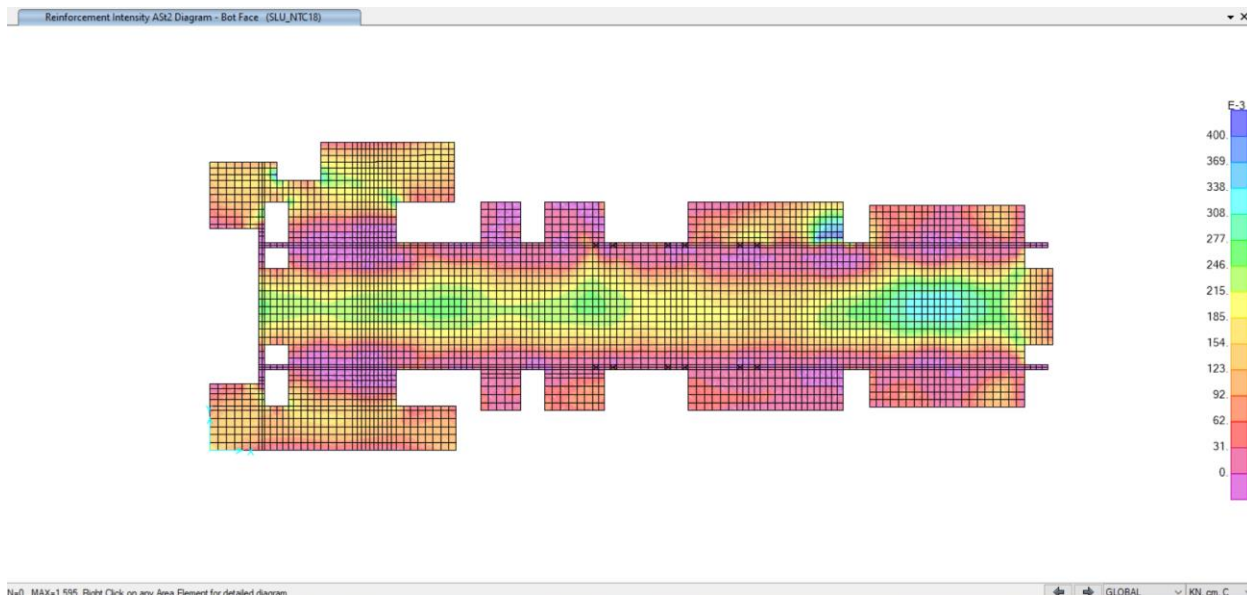 Reinforcement Intensity ASt2 Diagram - Bot Face (SLU_NTC18)
X
E-3
400.
369.
338.
308.
277.
246.
215.
185.
154.
123.
92.
62.
31.
0.
N=0, MAX=1.595, Right Click on any Area Element for detailed diagram
GLOBAL
KN, cm, C